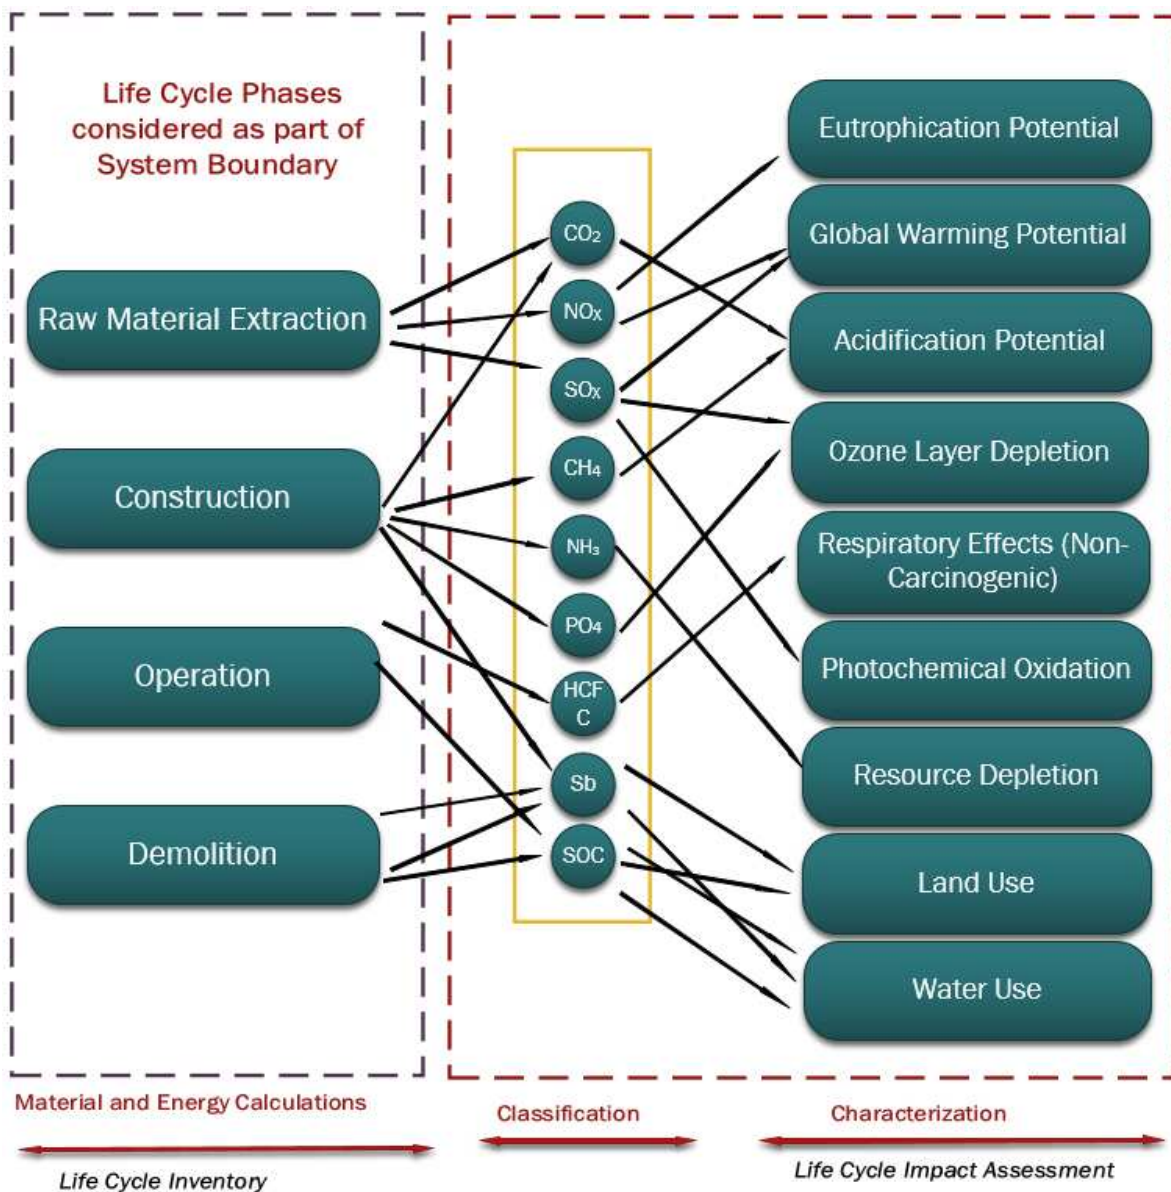 Life Cycle Phases
considered as part of
System Boundary
Raw Material Extraction
Construction
Operation
Demolition
CO₂
NOₓ
SOₓ
CH₄
NH₃
PO₄
HCF
C
Sb
SOC
Eutrophication Potential
Global Warming Potential
Acidification Potential
Ozone Layer Depletion
Respiratory Effects (Non-
Carcinogenic)
Photochemical Oxidation
Resource Depletion
Land Use
Water Use
Material and Energy Calculations
Classification
Characterization
Life Cycle Inventory
Life Cycle Impact Assessment